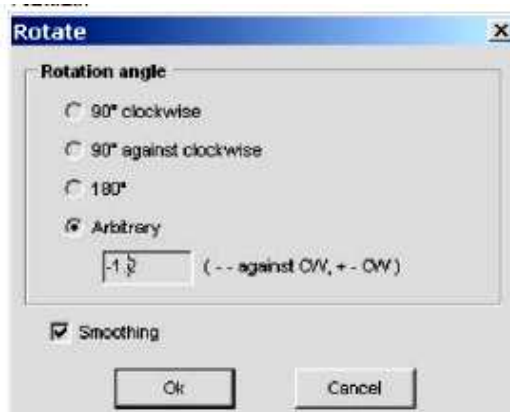 Rotate
Rotation angle
90° clockwise
90° against clockwise
180°
Arbitrary
( - - against CW, + - CW )
Smoothing
Ok
Cancel